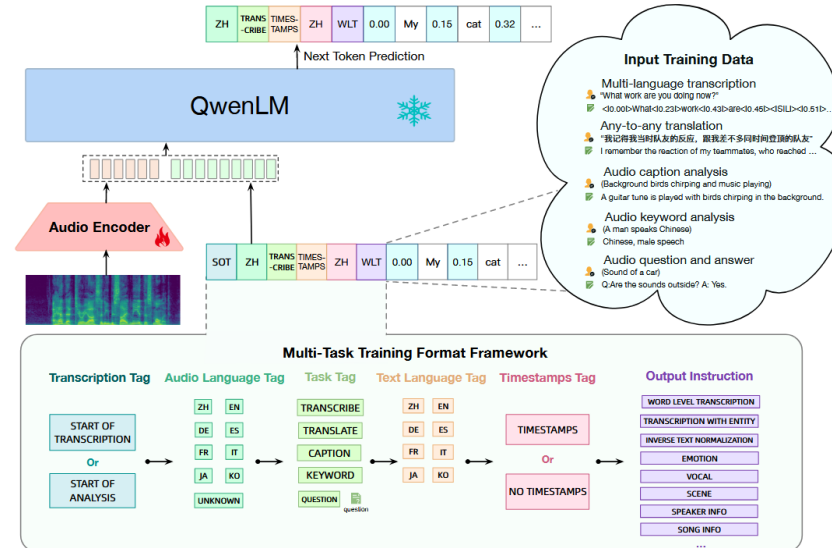 ZH TRANS-CRIBE TIMES-TAMPS ZH WLT 0.00 My 0.15 cat 0.32 ...
Next Token Prediction
QwenLM
Audio Encoder
SOT ZH TRANS-CRIBE TIMES-TAMPS ZH WLT 0.00 My 0.15 cat ...
Input Training Data
Multi-language transcription
"What work are you doing now?"
<|0.00|>What<|0.23|>work<|0.43|>are<|0.45|><|SIL|><|0.51|>...
Any-to-any translation
"我记得我当时队友的反应，跟我差不多同时间登顶的队友"
I remember the reaction of my teammates, who reached ...
Audio caption analysis
(Background birds chirping and music playing)
A guitar tune is played with birds chirping in the background.
Audio keyword analysis
(A man speaks Chinese)
Chinese, male speech
Audio question and answer
(Sound of a car)
Q:Are the sounds outside? A: Yes.
Multi-Task Training Format Framework
Transcription Tag
START OF
TRANSCRIPTION
Or
START OF
ANALYSIS
Audio Language Tag
ZH EN
DE ES
FR IT
JA KO
UNKNOWN
Task Tag
TRANSCRIBE
TRANSLATE
CAPTION
KEYWORD
QUESTION
question
Text Language Tag
ZH EN
DE ES
FR IT
JA KO
Timestamps Tag
TIMESTAMPS
Or
NO TIMESTAMPS
Output Instruction
WORD LEVEL TRANSCRIPTION
TRANSCRIPTION WITH ENTITY
INVERSE TEXT NORMALIZATION
EMOTION
VOCAL
SCENE
SPEAKER INFO
SONG INFO
...